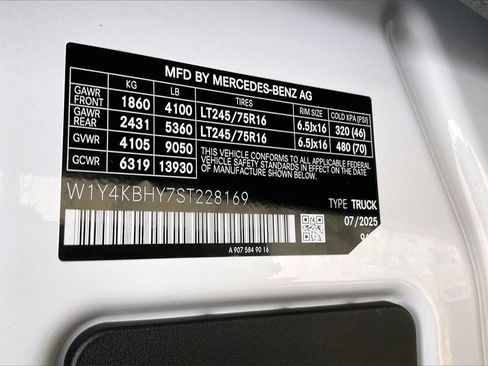 MFD BY MERCEDES-BENZ AG
KG LB TIRES RIM SIZE COLD KPA (PSI)
GAWR FRONT 1860 4100 LT245/75R16 6.5Jx16 320 (46)
GAWR REAR 2431 5360 LT245/75R16 6.5Jx16 480 (70)
GVWR 4105 9050
GCWR 6319 13930
THIS VEHICLE CONFORMS TO ALL APPLICABLE FEDERAL
MOTOR VEHICLE SAFETY STANDARDS IN EFFECT ON THE DATE OF
MANUFACTURE SHOWN.
W1Y4KBHY7ST228169
TYPE TRUCK
07/2025
A 907 584 90 16